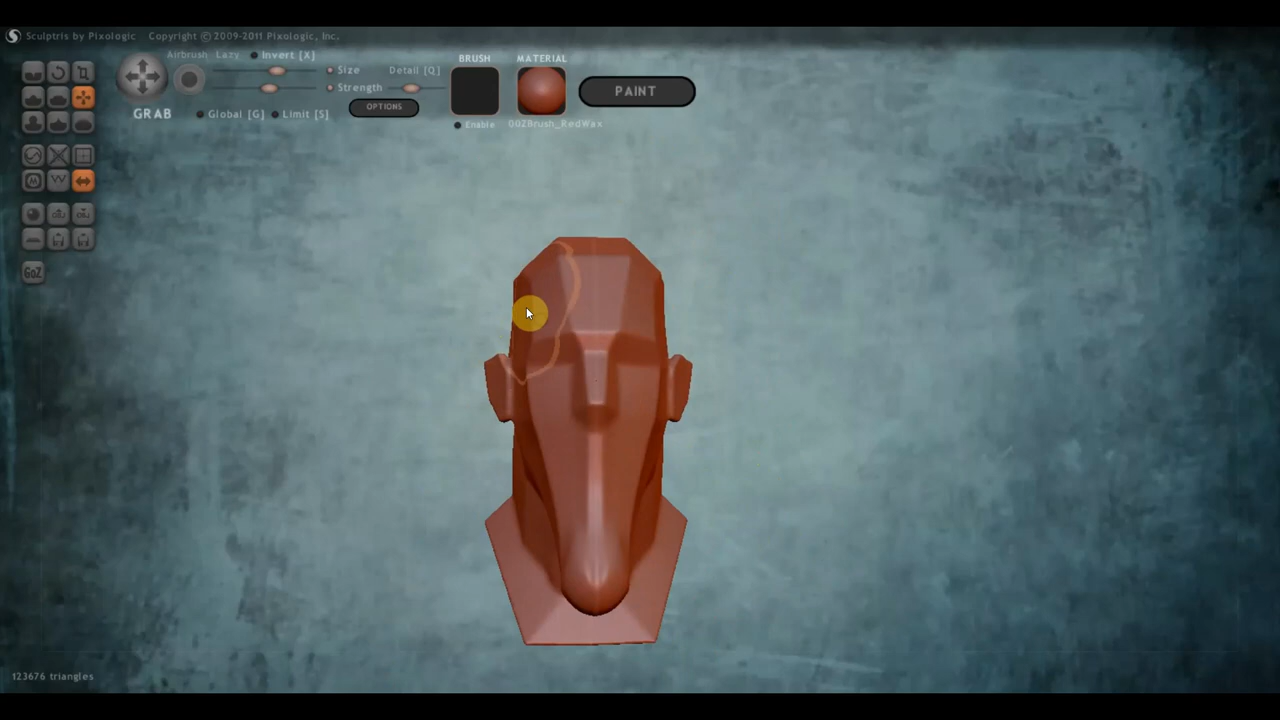 Sculptris by Pixologic Copyright © 2009-2011 Pixologic, Inc.
Airbrush Lazy Invert [X]
BRUSH MATERIAL
Size Detail [Q]
Strength
PAINT
OPTIONS
GRAB Global [G] Limit [S]
Enable 00ZBrush_RedWax
GoZ
123676 triangles